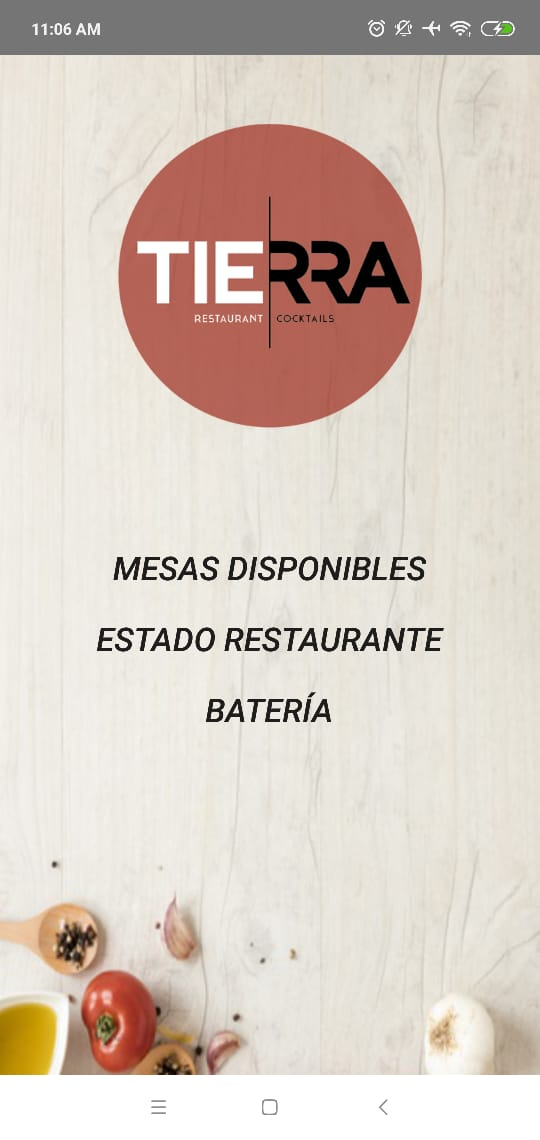 11:06 AM
TIERRA
RESTAURANT COCKTAILS
MESAS DISPONIBLES
ESTADO RESTAURANTE
BATERÍA